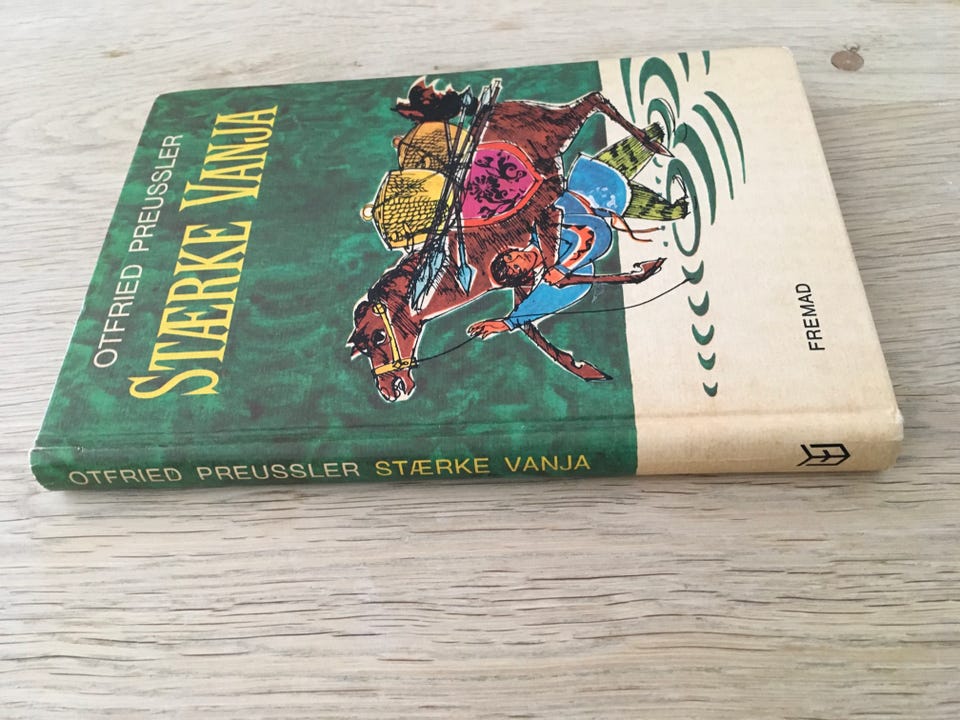 OTFRIED PREUSSLER
STÆRKE VANJA
FREMAD
OTFRIED PREUSSLER STÆRKE VANJA